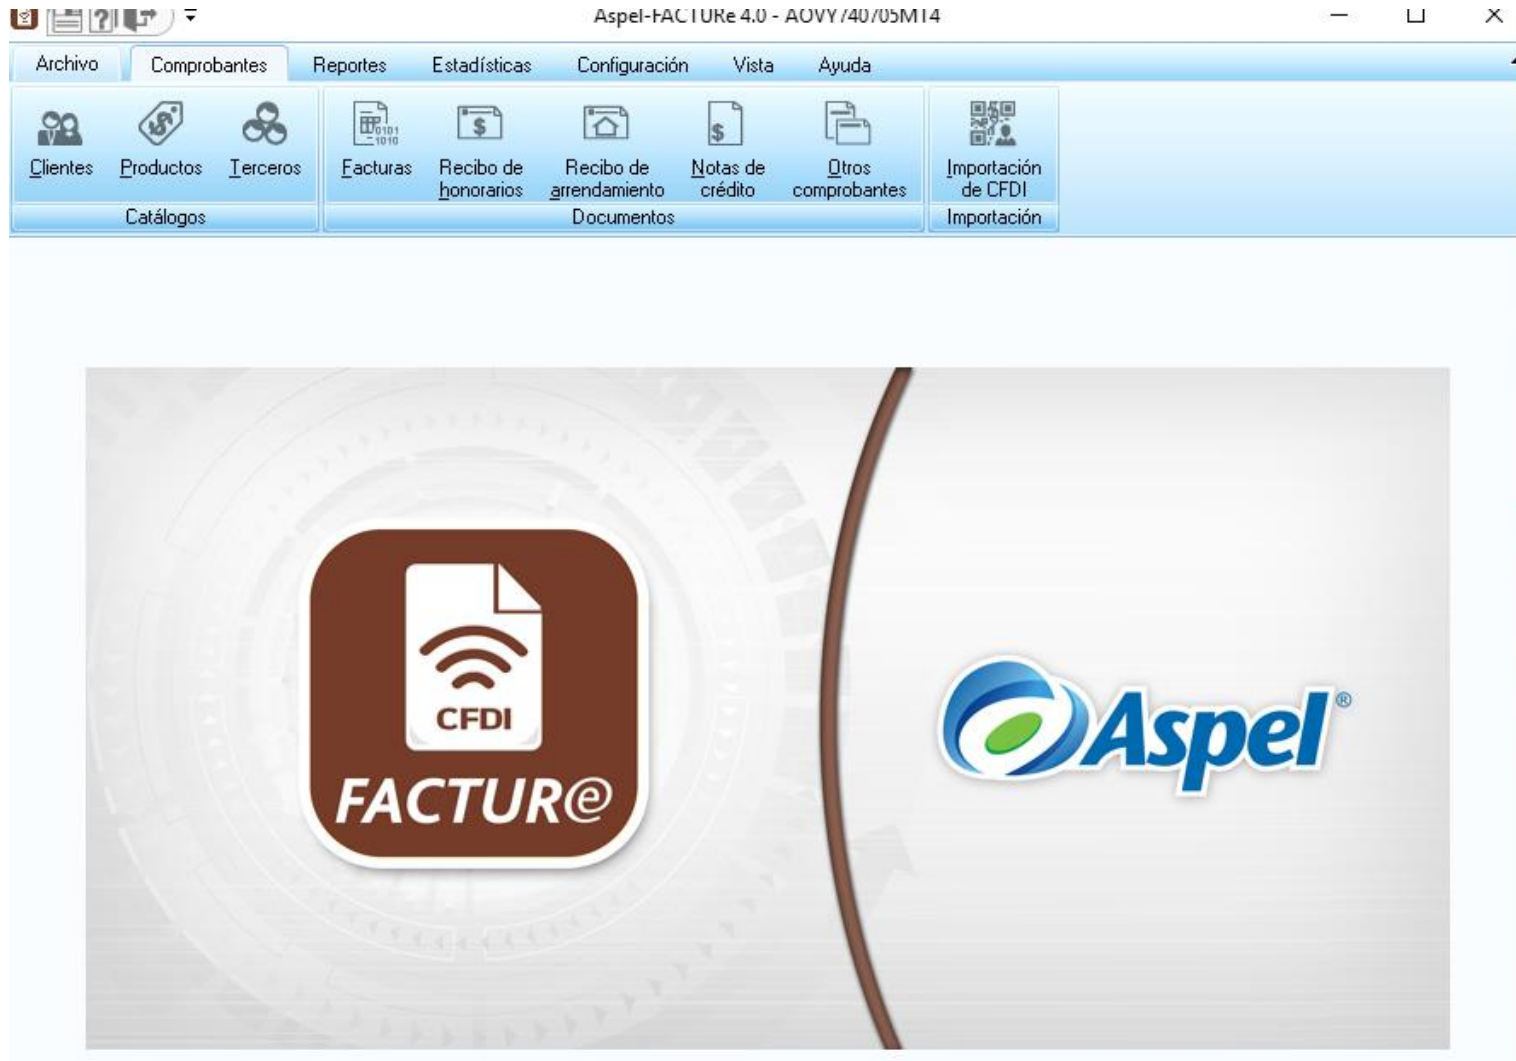 Aspel-FACTURe 4.0 - AOVY740705MT4
Archivo Comprobantes Reportes Estadísticas Configuración Vista Ayuda
Clientes Productos Terceros Facturas Recibo de honorarios Recibo de arrendamiento Notas de crédito Otros comprobantes Importación de CFDI
Catálogos Documentos Importación
CFDI
FACTUR@
Aspel®